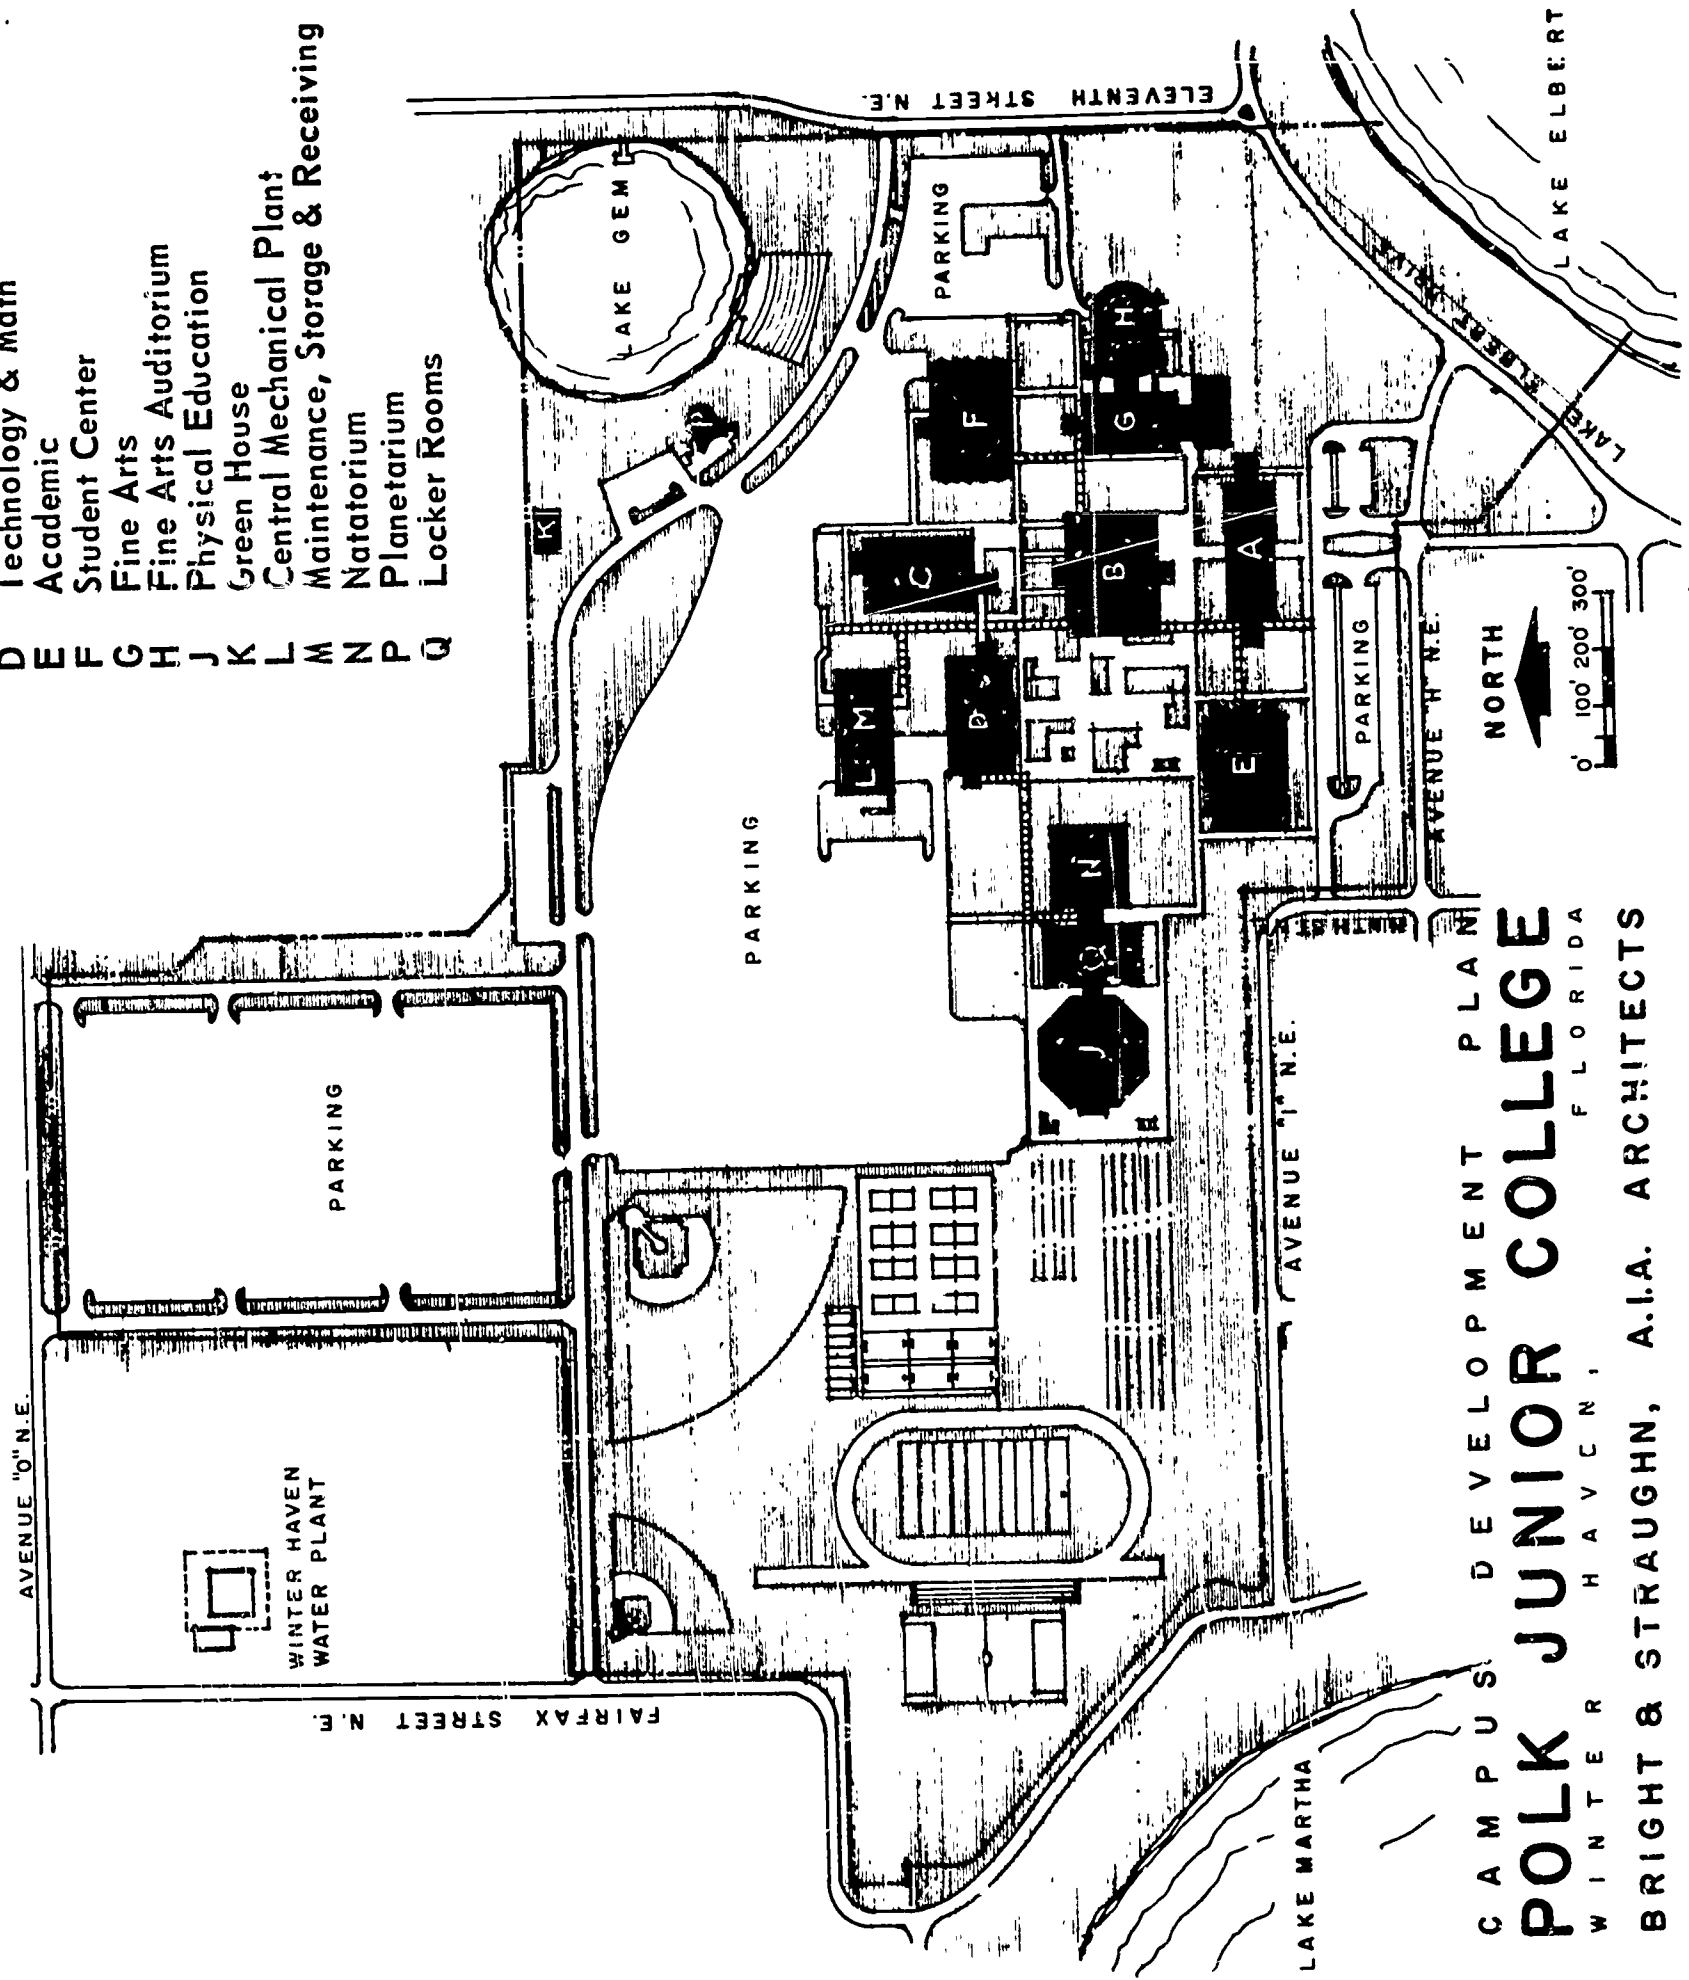 D Technology & Math
E Academic
F Student Center
G Fine Arts
H Fine Arts Auditorium
J Physical Education
K Green House
L Central Mechanical Plant
M Maintenance, Storage & Receiving
N Natatorium
P Planetarium
Q Locker Rooms
AVENUE "O" N.E.
WINTER HAVEN
WATER PLANT
PARKING
FAIRFAX STREET N.E.
K
P
LAKE GEM
PARKING
PARKING
ELEVENTH STREET N.E.
L
M
C
D
F
J
Q
N
B
G
H
E
A
AVENUE "I" N.E.
NINTH ST
PARKING
AVENUE "H" N.E.
LAKE ELBERT DRIVE
LAKE ELBERT
LAKE MARTHA
NORTH
0' 100' 200' 300'
CAMPUS DEVELOPMENT PLAN
POLK JUNIOR COLLEGE
WINTER HAVEN, FLORIDA
BRIGHT & STRAUGHN, A.I.A. ARCHITECTS